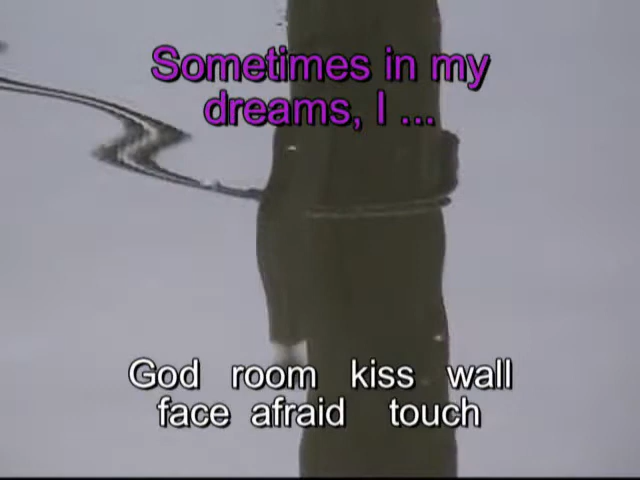 Sometimes in my
dreams, I ...
God room kiss wall
face afraid touch